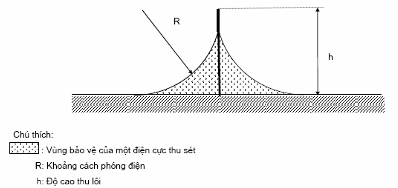 R
h
Chú thích:
: Vùng bảo vệ của một điện cực thu sét
R: Khoảng cách phóng điện
h: Độ cao thu lôi